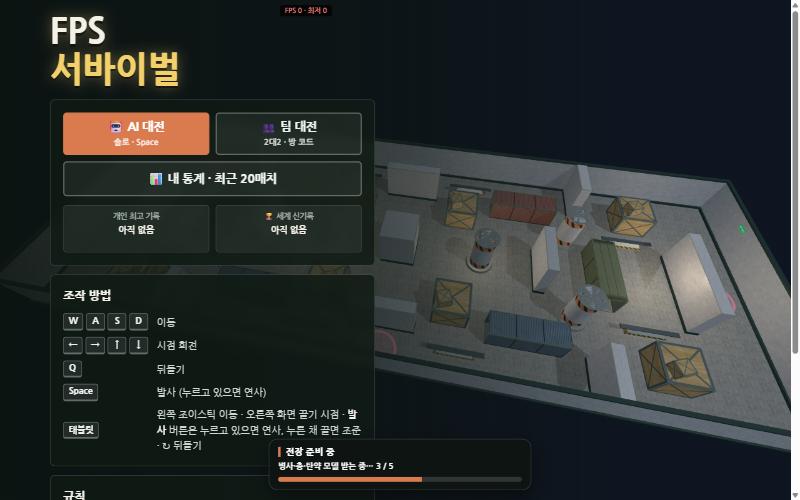 FPS 0 · 최저 0
FPS
서바이벌
AI 대전
솔로 · Space
팀 대전
2대2 · 방 코드
내 통계 · 최근 20매치
개인 최고 기록
아직 없음
세계 신기록
아직 없음
조작 방법
W A S D 이동
← → ↑ ↓ 시점 회전
Q 뒤돌기
Space 발사 (누르고 있으면 연사)
태블릿 왼쪽 조이스틱 이동 · 오른쪽 화면 끌기 시점 · 발
사 버튼은 누르고 있으면 연사, 누른 채 끌면 조준
· ↻ 뒤돌기
전장 준비 중
병사·총·탄약 모델 받는 중… 3 / 5
규칙